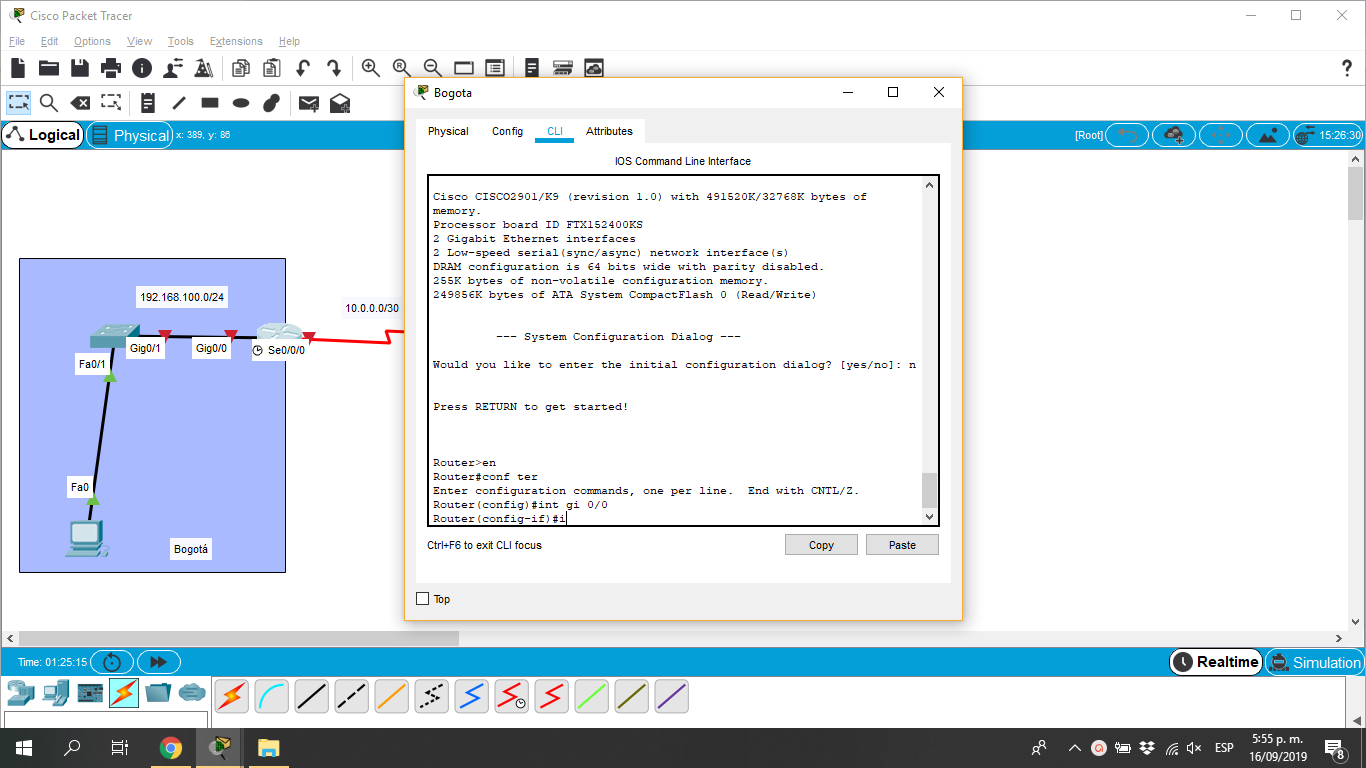 Cisco Packet Tracer
File Edit Options View Tools Extensions Help
?
Logical
Physical
x: 389, y: 86
[Root]
15:26:30
192.168.100.0/24
10.0.0.0/30
Gig0/1
Gig0/0
Se0/0/0
Fa0/1
Fa0
Bogotá
Bogota
Physical Config CLI Attributes
IOS Command Line Interface
Cisco CISCO2901/K9 (revision 1.0) with 491520K/32768K bytes of
memory.
Processor board ID FTX152400KS
2 Gigabit Ethernet interfaces
2 Low-speed serial(sync/async) network interface(s)
DRAM configuration is 64 bits wide with parity disabled.
255K bytes of non-volatile configuration memory.
249856K bytes of ATA System CompactFlash 0 (Read/Write)
--- System Configuration Dialog ---
Would you like to enter the initial configuration dialog? [yes/no]: n
Press RETURN to get started!
Router>en
Router#conf ter
Enter configuration commands, one per line.  End with CNTL/Z.
Router(config)#int gi 0/0
Router(config-if)#i
Ctrl+F6 to exit CLI focus
Copy
Paste
Top
Time: 01:25:15
Realtime
Simulation
ESP
5:55 p. m.
16/09/2019
8